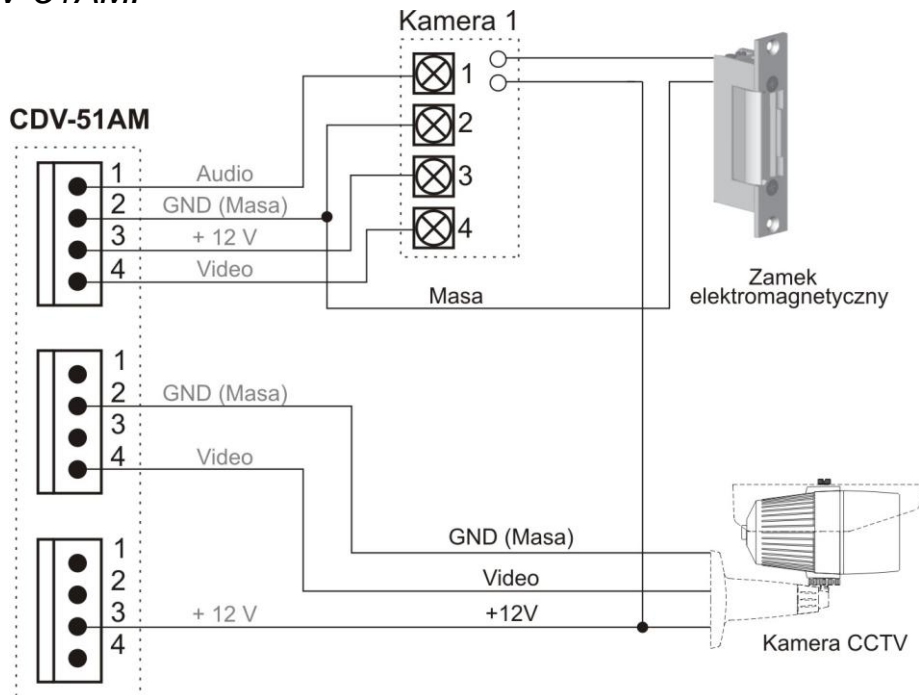 Kamera 1
1
2
3
4
CDV-51AM
1 Audio
2 GND (Masa)
3 + 12 V
4 Video
Masa
Zamek
elektromagnetyczny
1
2 GND (Masa)
3
4 Video
GND (Masa)
Video
+12V
1
2
3 + 12 V
4
Kamera CCTV